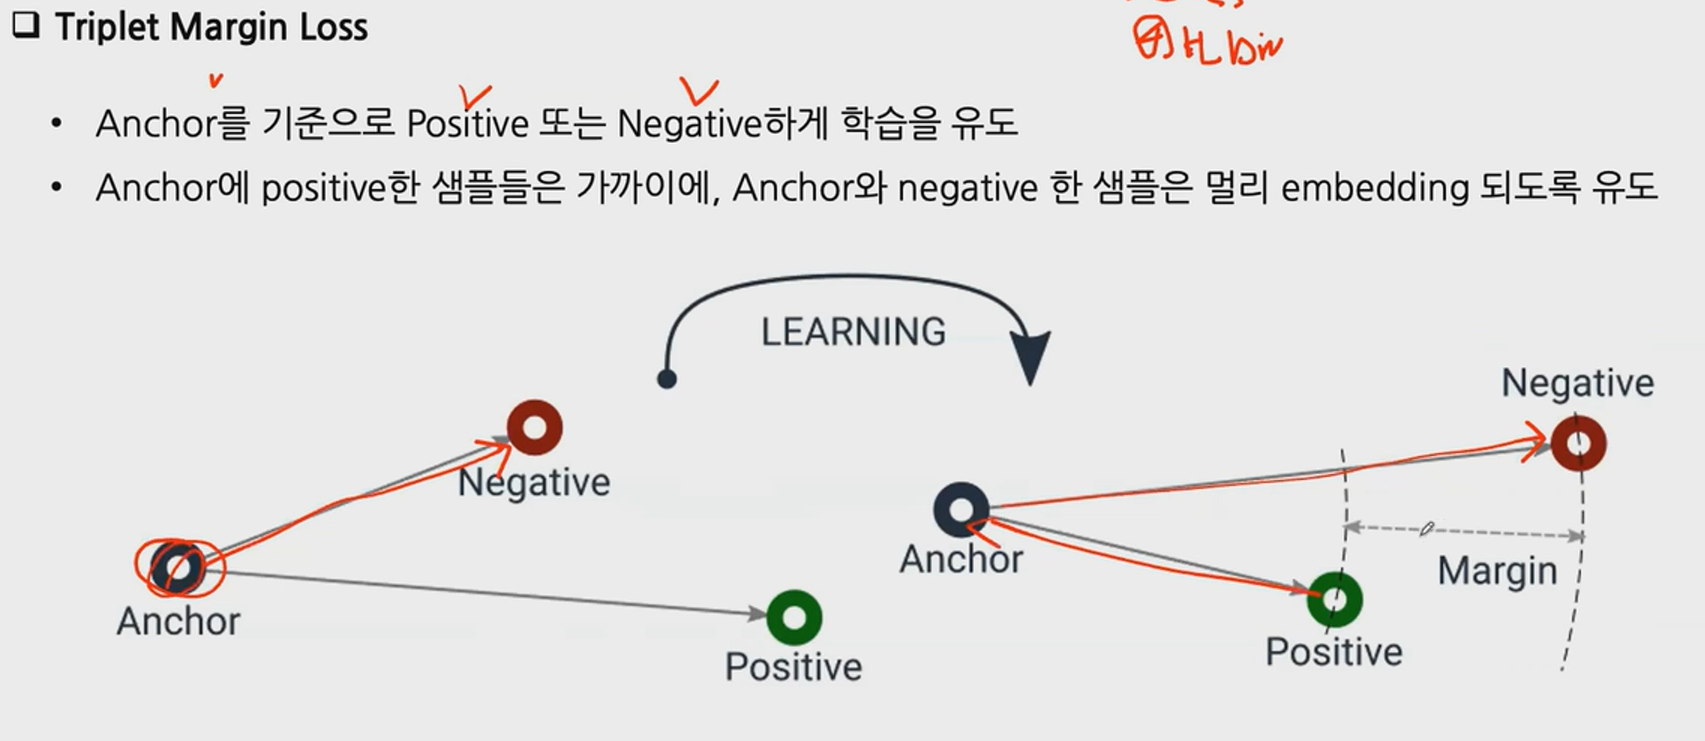 Triplet Margin Loss
Anchor를 기준으로 Positive 또는 Negative하게 학습을 유도
Anchor에 positive한 샘플들은 가까이에, Anchor와 negative 한 샘플은 멀리 embedding 되도록 유도
LEARNING
Negative
Anchor
Positive
Negative
Anchor
Margin
Positive